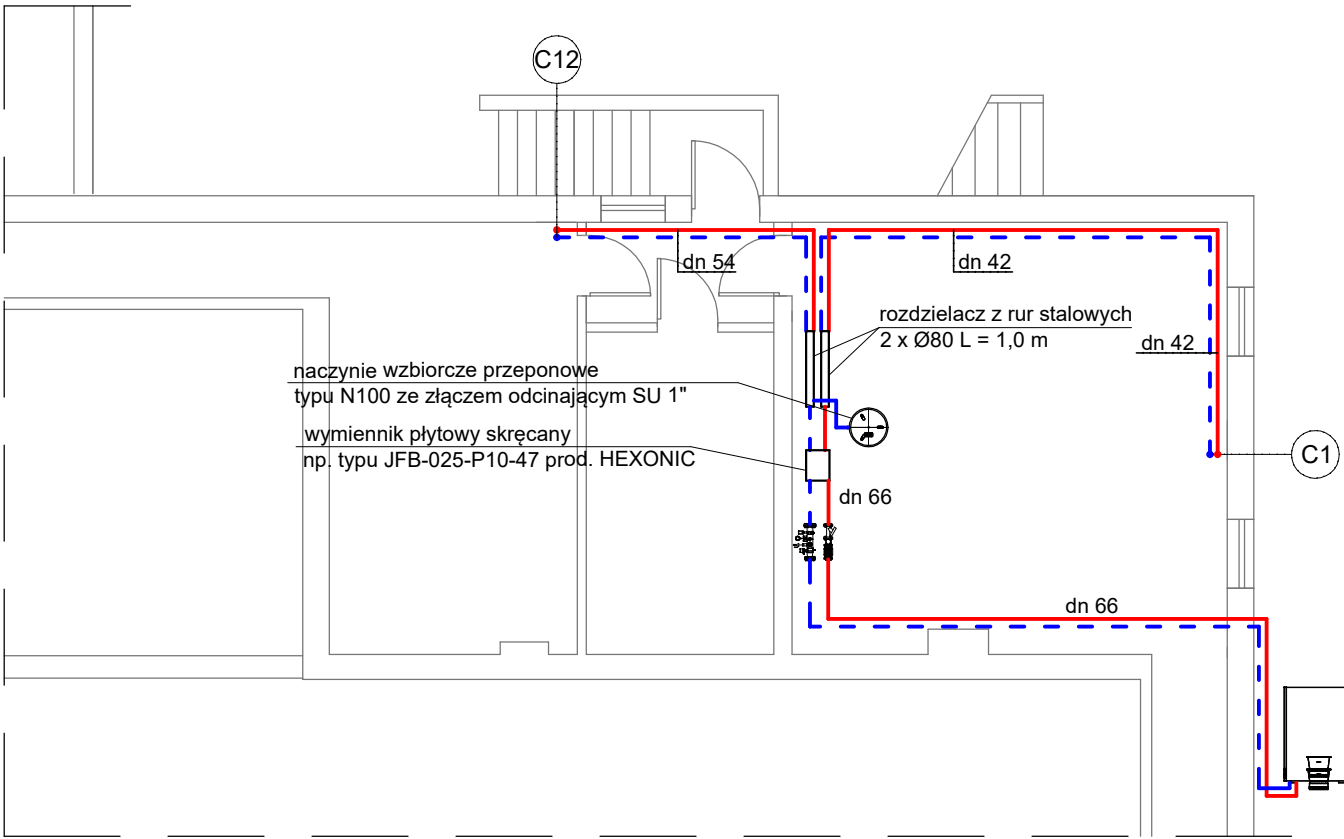 C12
dn 54
dn 42
rozdzielacz z rur stalowych
2 x Ø80 L = 1,0 m
dn 42
naczynie wzbiorcze przeponowe
typu N100 ze złączem odcinającym SU 1"
wymiennik płytowy skręcany
np. typu JFB-025-P10-47 prod. HEXONIC
C1
dn 66
dn 66